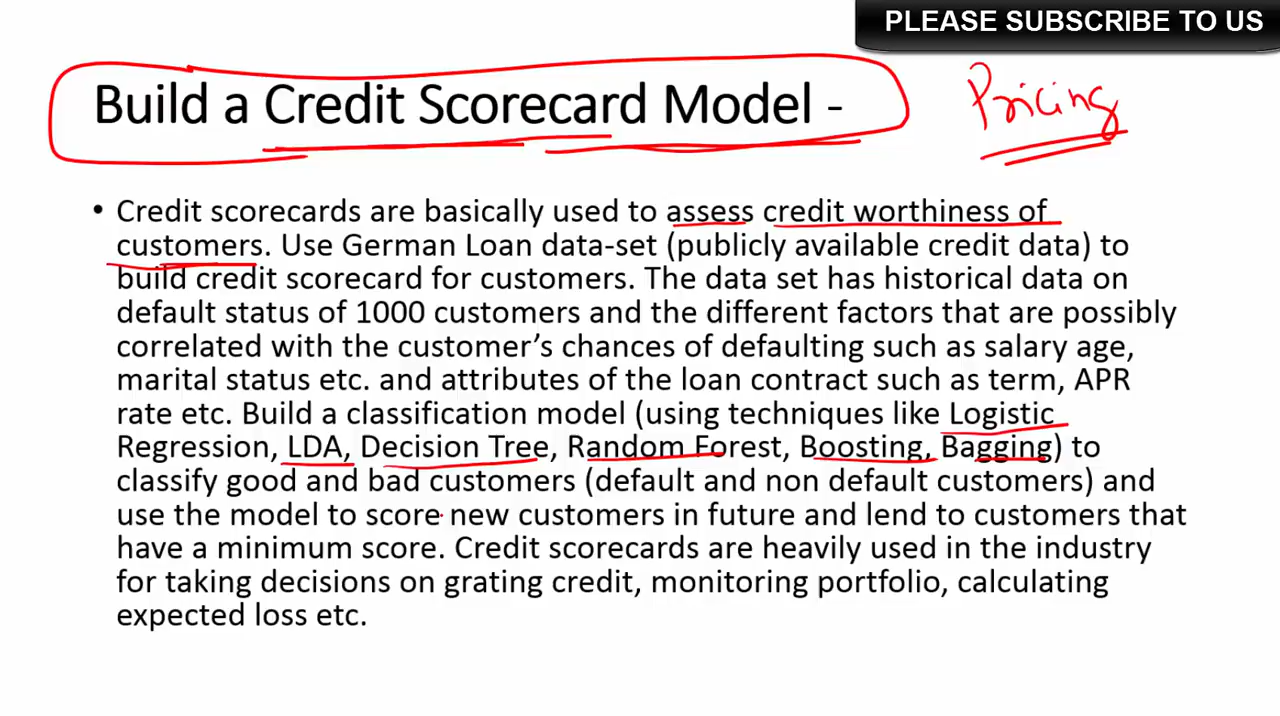 PLEASE SUBSCRIBE TO US
Build a Credit Scorecard Model -
Pricing
• Credit scorecards are basically used to assess credit worthiness of
customers. Use German Loan data-set (publicly available credit data) to
build credit scorecard for customers. The data set has historical data on
default status of 1000 customers and the different factors that are possibly
correlated with the customer’s chances of defaulting such as salary age,
marital status etc. and attributes of the loan contract such as term, APR
rate etc. Build a classification model (using techniques like Logistic
Regression, LDA, Decision Tree, Random Forest, Boosting, Bagging) to
classify good and bad customers (default and non default customers) and
use the model to score new customers in future and lend to customers that
have a minimum score. Credit scorecards are heavily used in the industry
for taking decisions on grating credit, monitoring portfolio, calculating
expected loss etc.